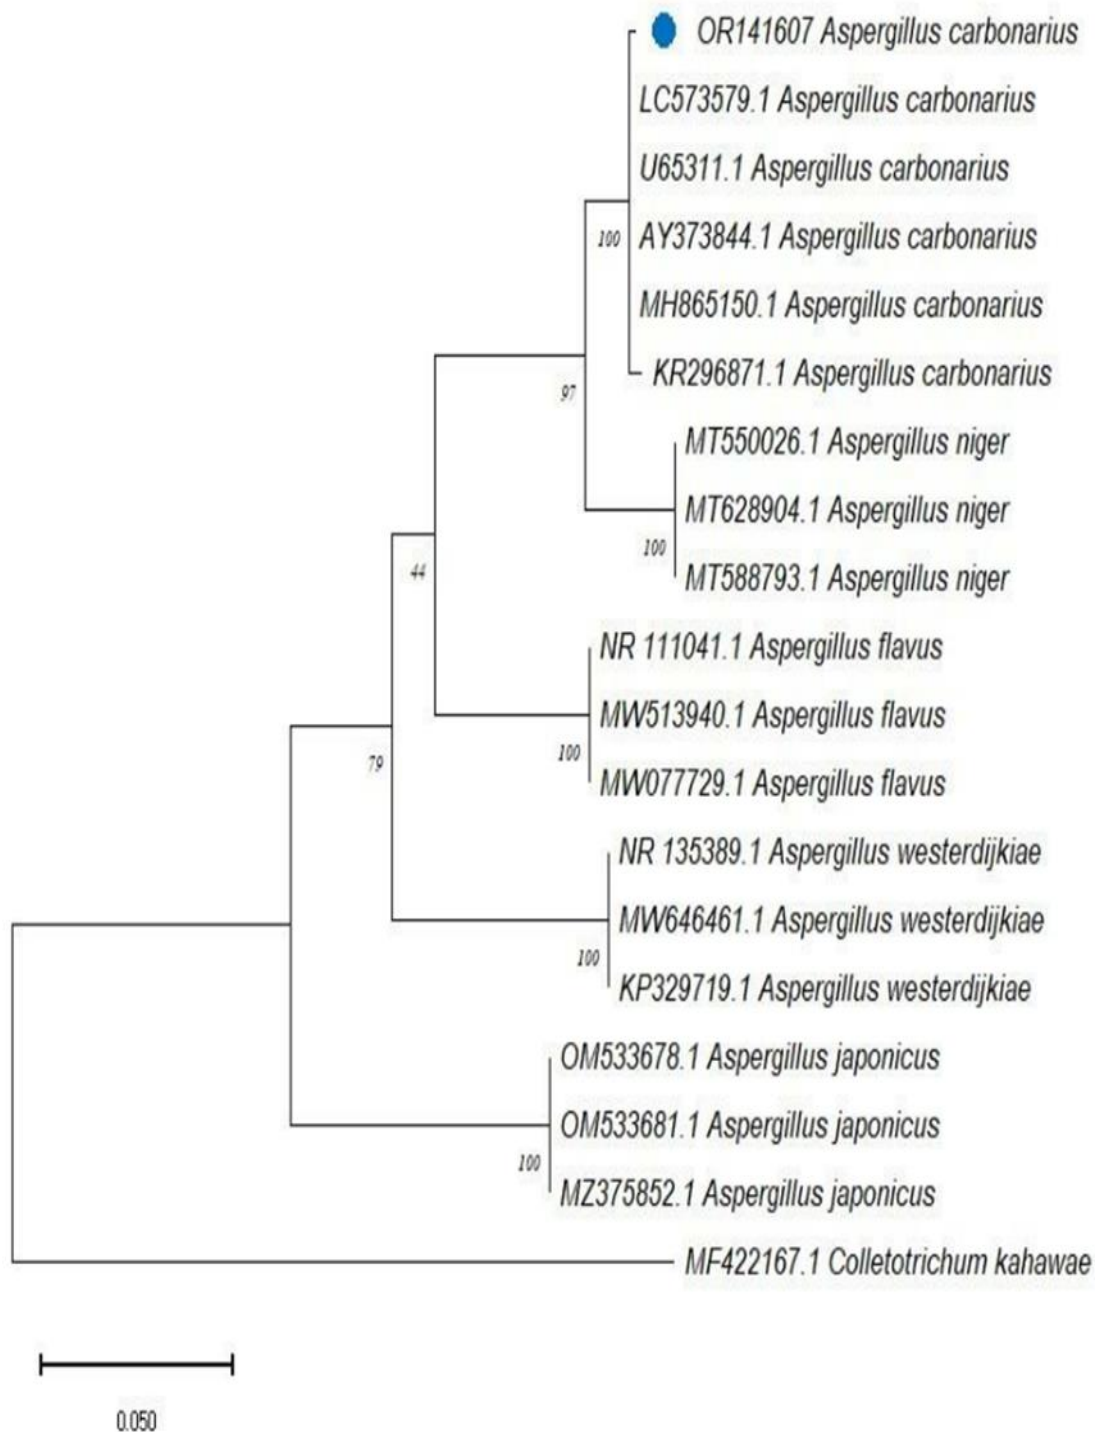 OR141607 Aspergillus carbonarius
LC573579.1 Aspergillus carbonarius
U65311.1 Aspergillus carbonarius
100
AY373844.1 Aspergillus carbonarius
MH865150.1 Aspergillus carbonarius
KR296871.1 Aspergillus carbonarius
97
MT550026.1 Aspergillus niger
MT628904.1 Aspergillus niger
100
MT588793.1 Aspergillus niger
44
NR 111041.1 Aspergillus flavus
MW513940.1 Aspergillus flavus
100
79
MW077729.1 Aspergillus flavus
NR 135389.1 Aspergillus westerdijkiae
MW646461.1 Aspergillus westerdijkiae
100
KP329719.1 Aspergillus westerdijkiae
OM533678.1 Aspergillus japonicus
OM533681.1 Aspergillus japonicus
100
MZ375852.1 Aspergillus japonicus
MF422167.1 Colletotrichum kahawae
0.050